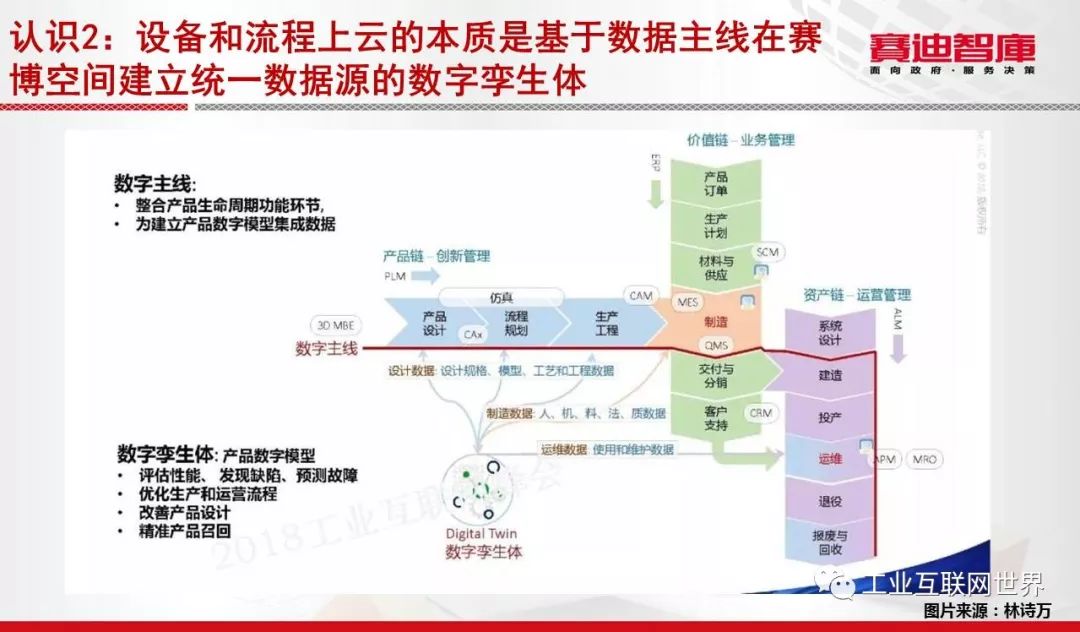 认识2：设备和流程上云的本质是基于数据主线在赛
博空间建立统一数据源的数字孪生体
赛迪智庫
面向政府·服务决策
数字主线:
• 整合产品生命周期功能环节,
• 为建立产品数字模型集成数据
价值链–业务管理
ERP
产品
订单
生产
计划
材料与
供应
SCM
产品链–创新管理
PLM
仿真
CAM
MES
产品
设计
CAx
流程
规划
生产
工程
制造
QMS
3D MBE
数字主线
资产链–运营管理
ALM
系统
设计
建造
投产
运维
APM
MRO
退役
报废与
回收
交付与
分销
客户
支持
CRM
设计数据: 设计规格、模型、工艺和工程数据
制造数据: 人、机、料、法、质数据
运维数据 使用和维护数据
数字孪生体: 产品数字模型
• 评估性能、发现缺陷、预测故障
• 优化生产和运营流程
• 改善产品设计
• 精准产品召回
Digital Twin
数字孪生体
2018工业互联网峰会
工业互联网世界
图片来源：林诗万